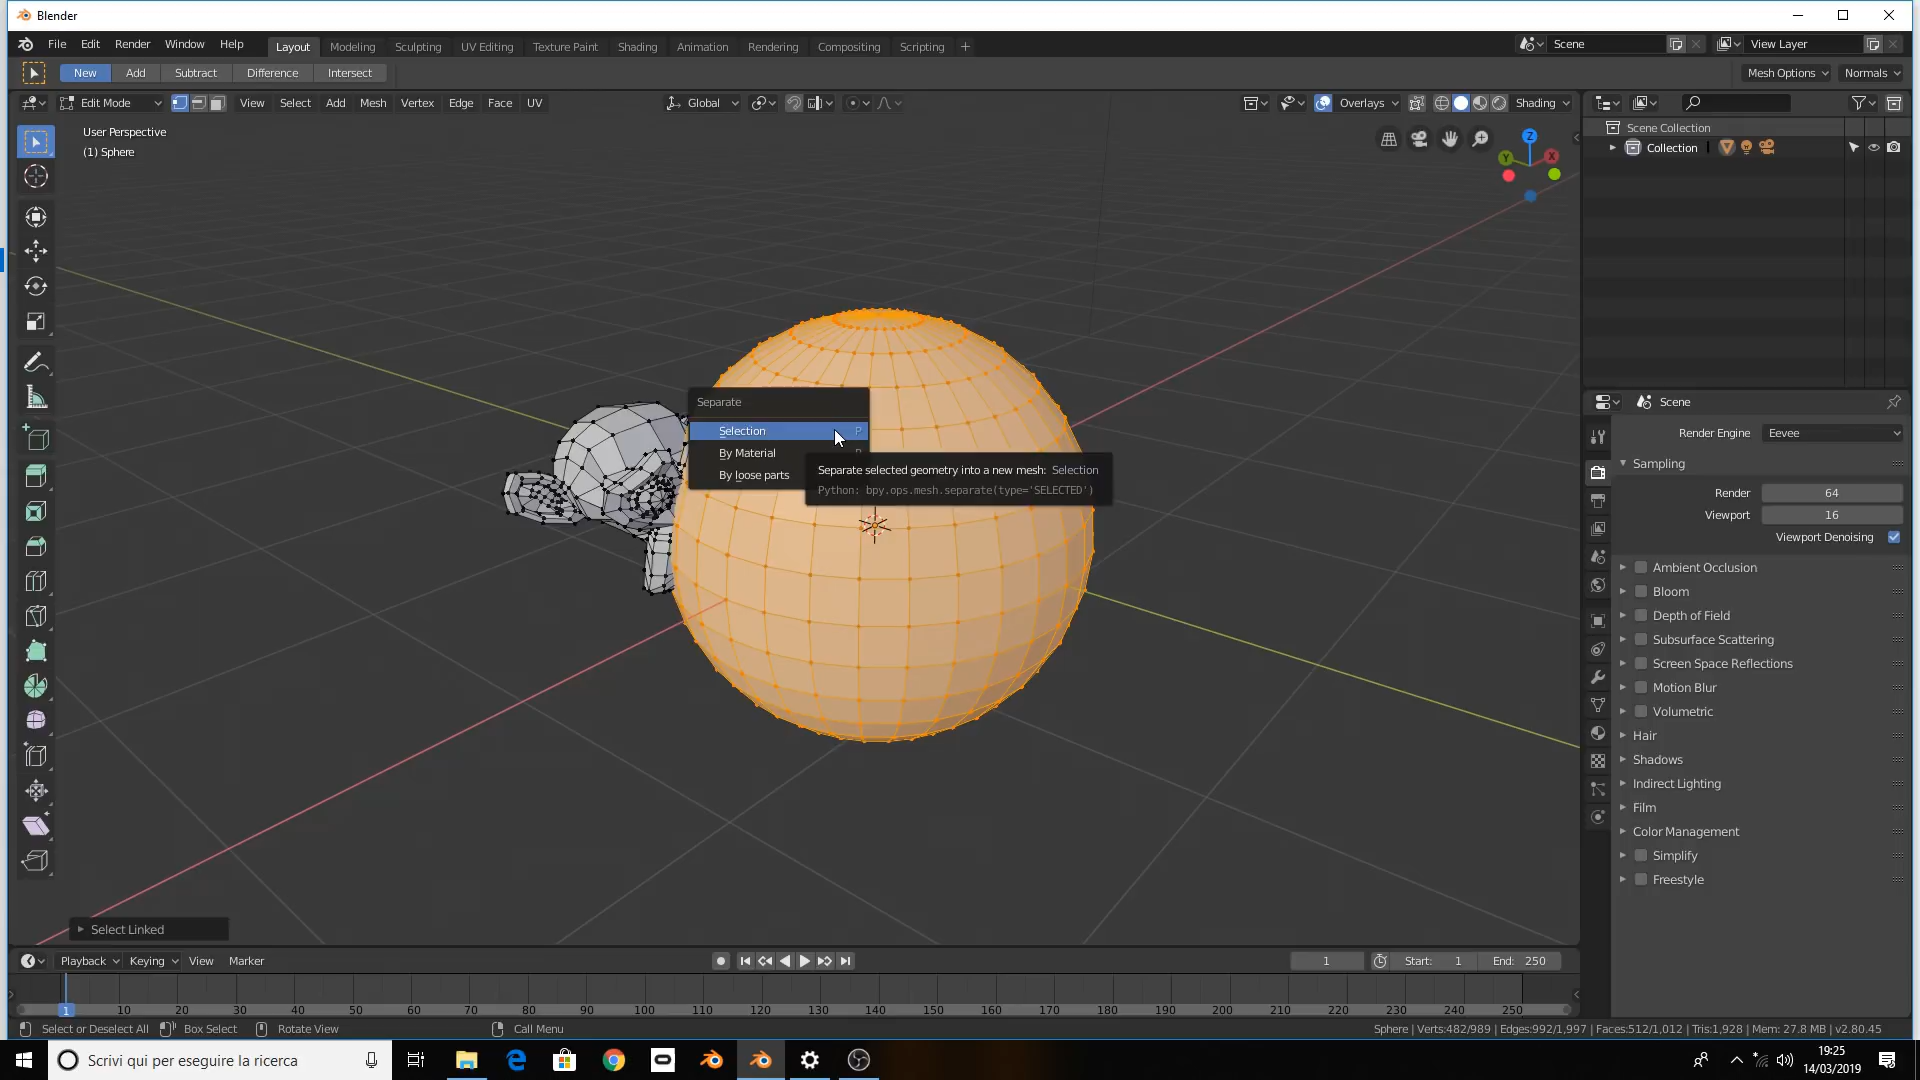 Blender
File Edit Render Window Help Layout Modeling Sculpting UV Editing Texture Paint Shading Animation Rendering Compositing Scripting + Scene View Layer
New Add Subtract Difference Intersect Mesh Options Normals
Edit Mode View Select Add Mesh Vertex Edge Face UV Global Overlays Shading
User Perspective
(1) Sphere
Z
Y
X
Scene Collection
Collection
Separate
Selection P
By Material
By loose parts
Separate selected geometry into a new mesh: Selection
Python: bpy.ops.mesh.separate(type='SELECTED')
Scene
Render Engine Eevee
Sampling
Render 64
Viewport 16
Viewport Denoising
Ambient Occlusion
Bloom
Depth of Field
Subsurface Scattering
Screen Space Reflections
Motion Blur
Volumetric
Hair
Shadows
Indirect Lighting
Film
Color Management
Simplify
Freestyle
Select Linked
Playback Keying View Marker 1 Start: 1 End: 250
1 10 20 30 40 50 60 70 80 90 100 110 120 130 140 150 160 170 180 190 200 210 220 230 240 250
Select or Deselect All Box Select Rotate View Call Menu Sphere | Verts:482/989 | Edges:992/1,997 | Faces:512/1,012 | Tris:1,928 | Mem: 27.8 MB | v2.80.45
Scrivi qui per eseguire la ricerca
19:25
14/03/2019